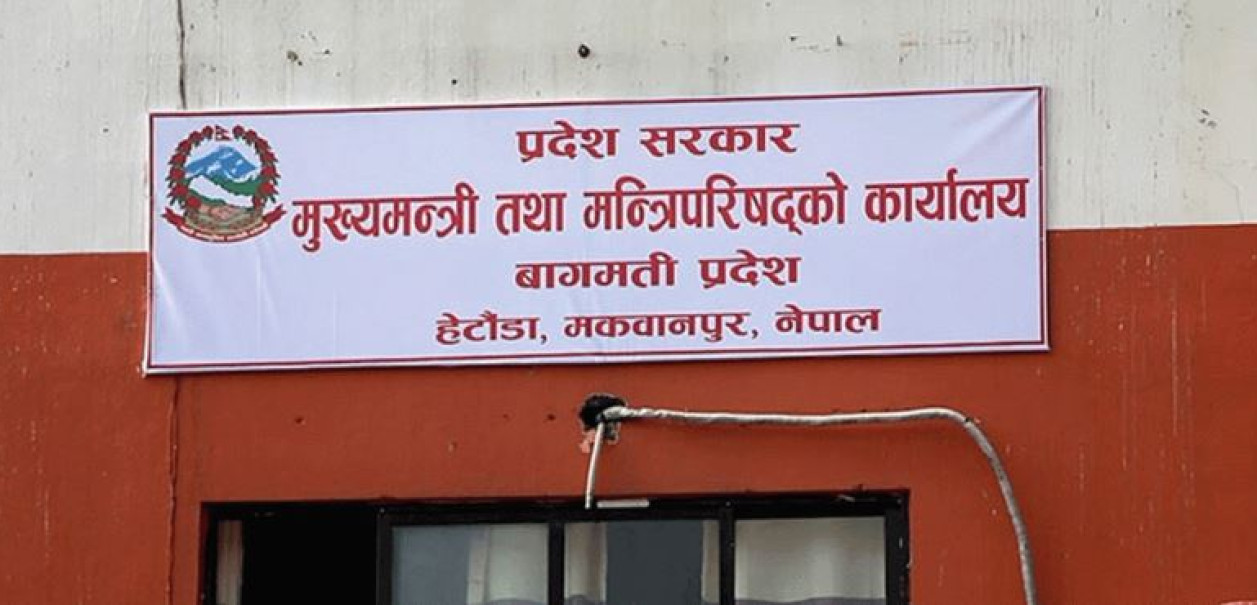 प्रदेश सरकार
मुख्यमन्त्री तथा मन्त्रिपरिषद्को कार्यालय
बागमती प्रदेश
हेटौंडा, मकवानपुर, नेपाल